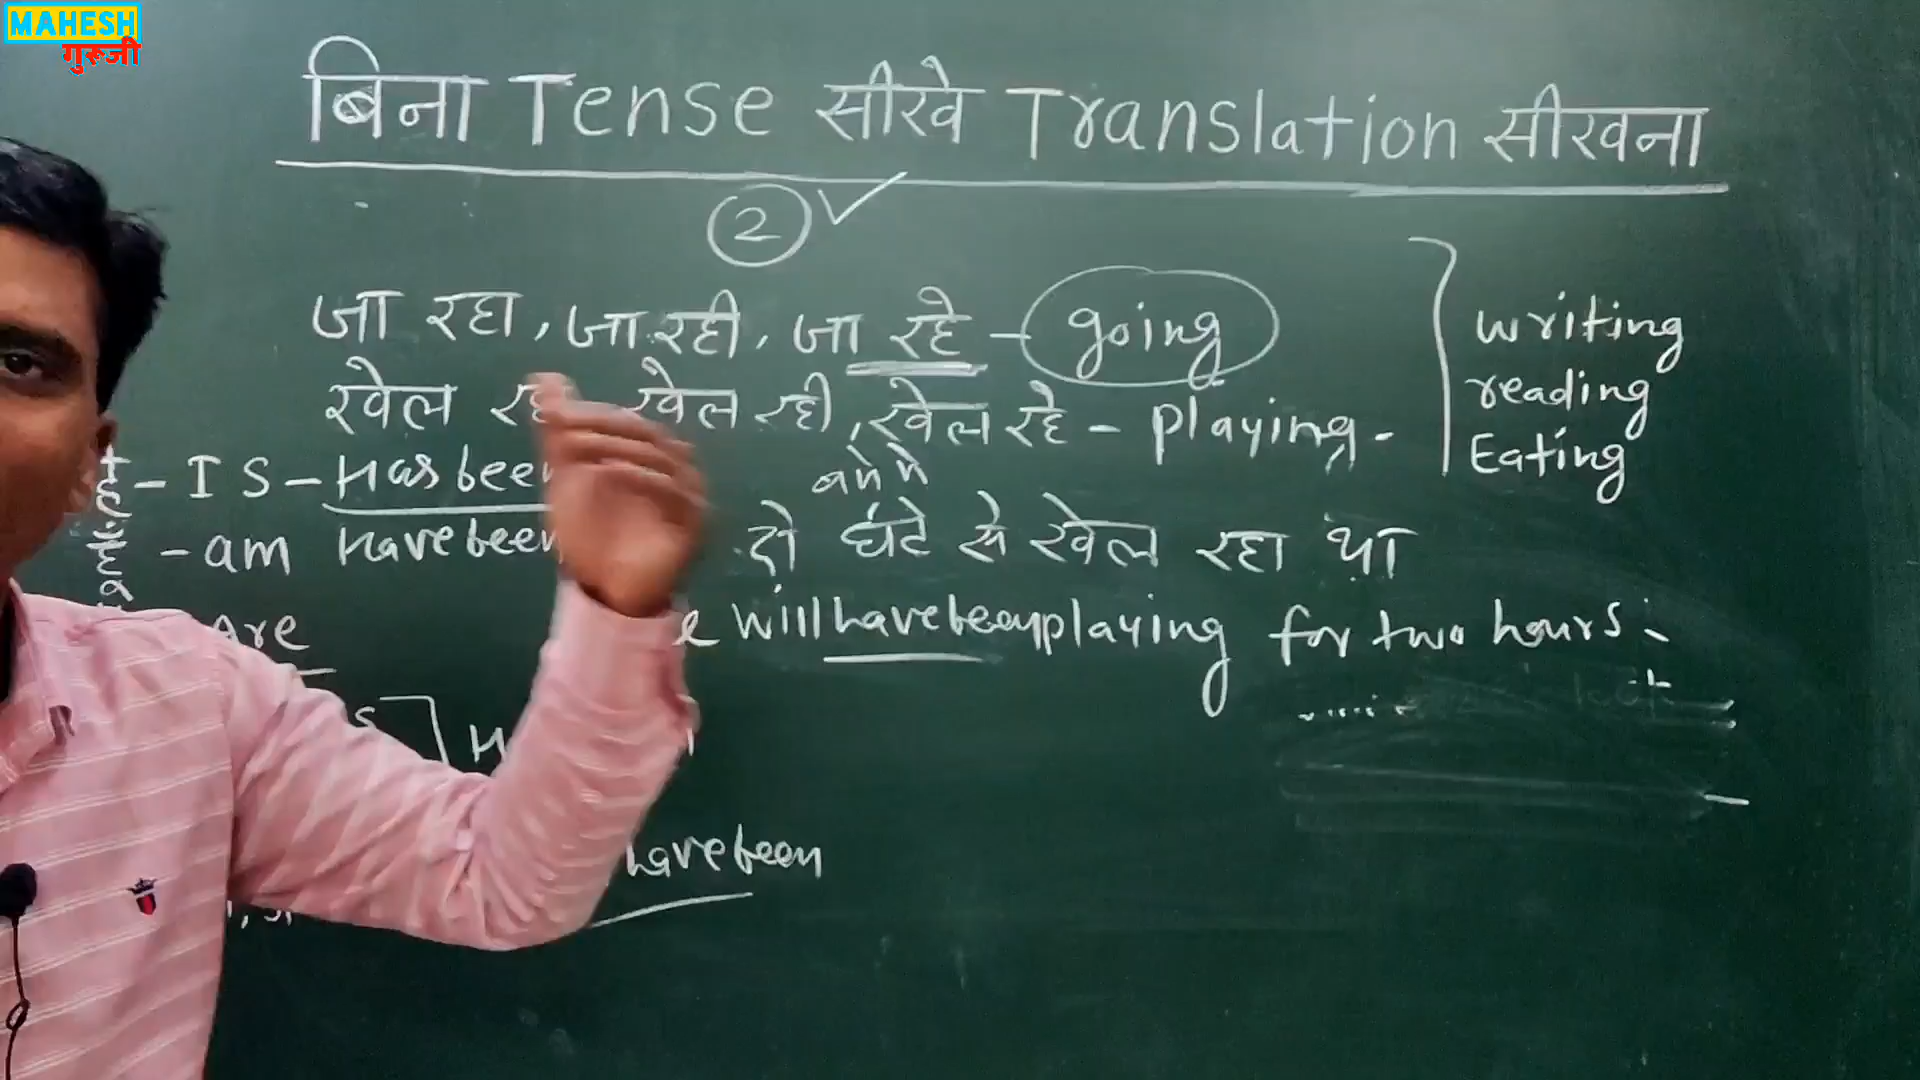 MAHESH
गुरूजी
बिना Tense सीखे Translation सीखना
2
जा रहा, जा रही, जा रहे - going
खेल खेल रही, खेल रहे - playing -
writing
reading
Eating
- IS - Has been
- am Have been
दो घंटे से खेल रहा था
Are
will have been playing for two hours.
have been